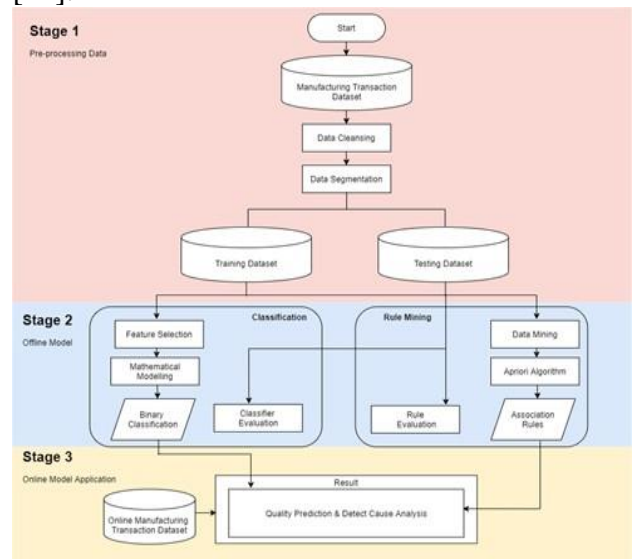 Stage 1
Pre-processing Data
Start
Manufacturing Transaction
Dataset
Data Cleansing
Data Segmentation
Training Dataset
Testing Dataset
Stage 2
Offline Model
Classification
Feature Selection
Mathematical
Modelling
Binary
Classification
Classifier
Evaluation
Rule Mining
Data Mining
Apriori Algorithm
Rule
Evaluation
Association
Rules
Stage 3
Online Model Application
Online Manufacturing
Transaction Dataset
Result
Quality Prediction & Detect Cause Analysis